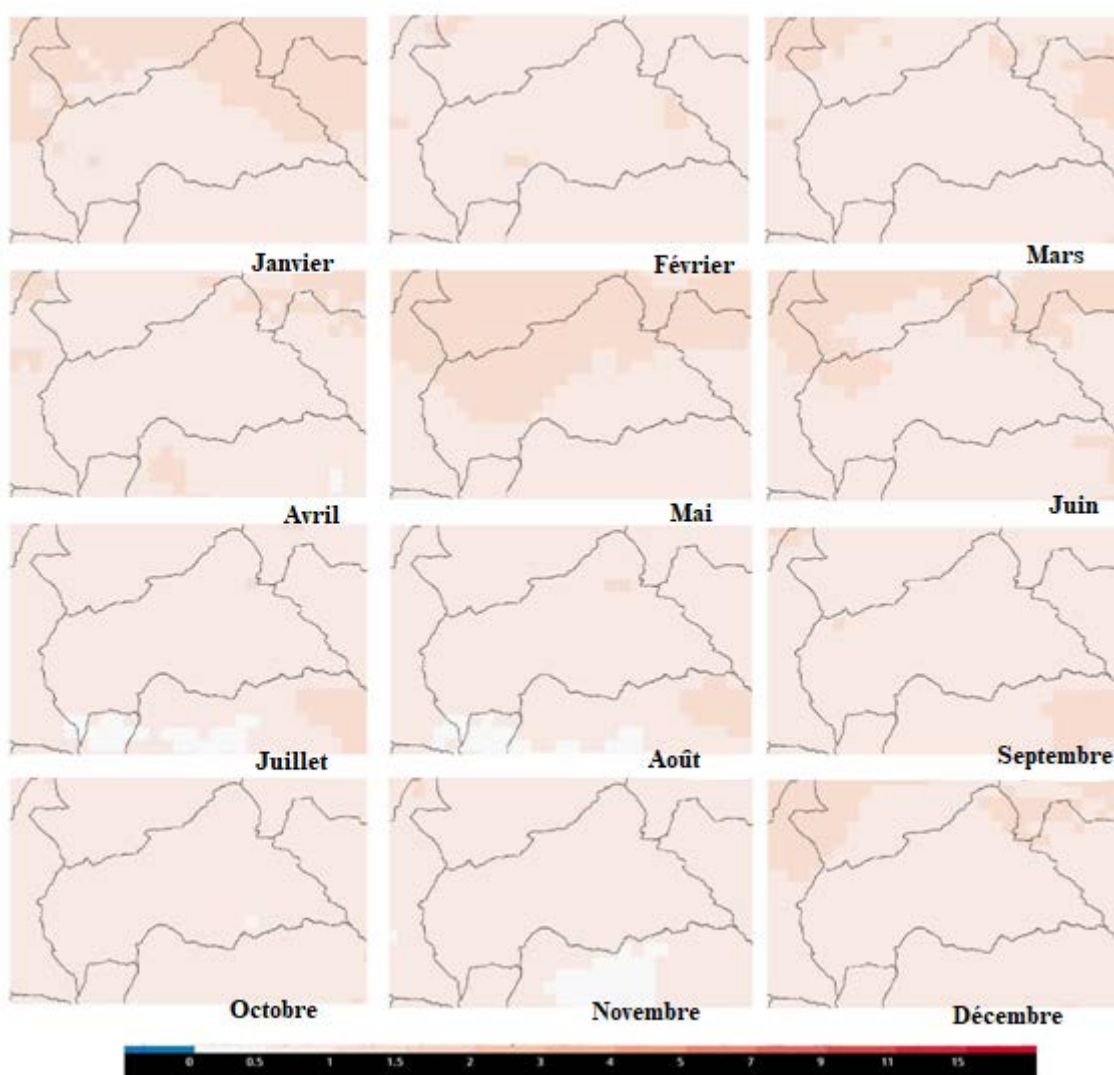 Janvier
Février
Mars
Avril
Mai
Juin
Juillet
Août
Septembre
Octobre
Novembre
Décembre
0 0.5 1 1.5 2 3 4 5 7 9 11 15